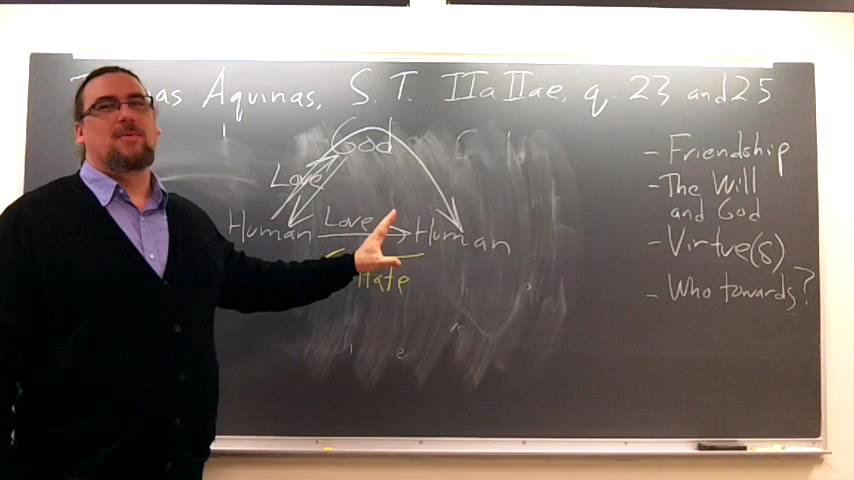 Aquinas, S.T. IIaIIae, q. 23 and 25
God
Love
Human Love Human
Hate
- Friendship
- The Will
and God
- Virtue(s)
- Who towards?